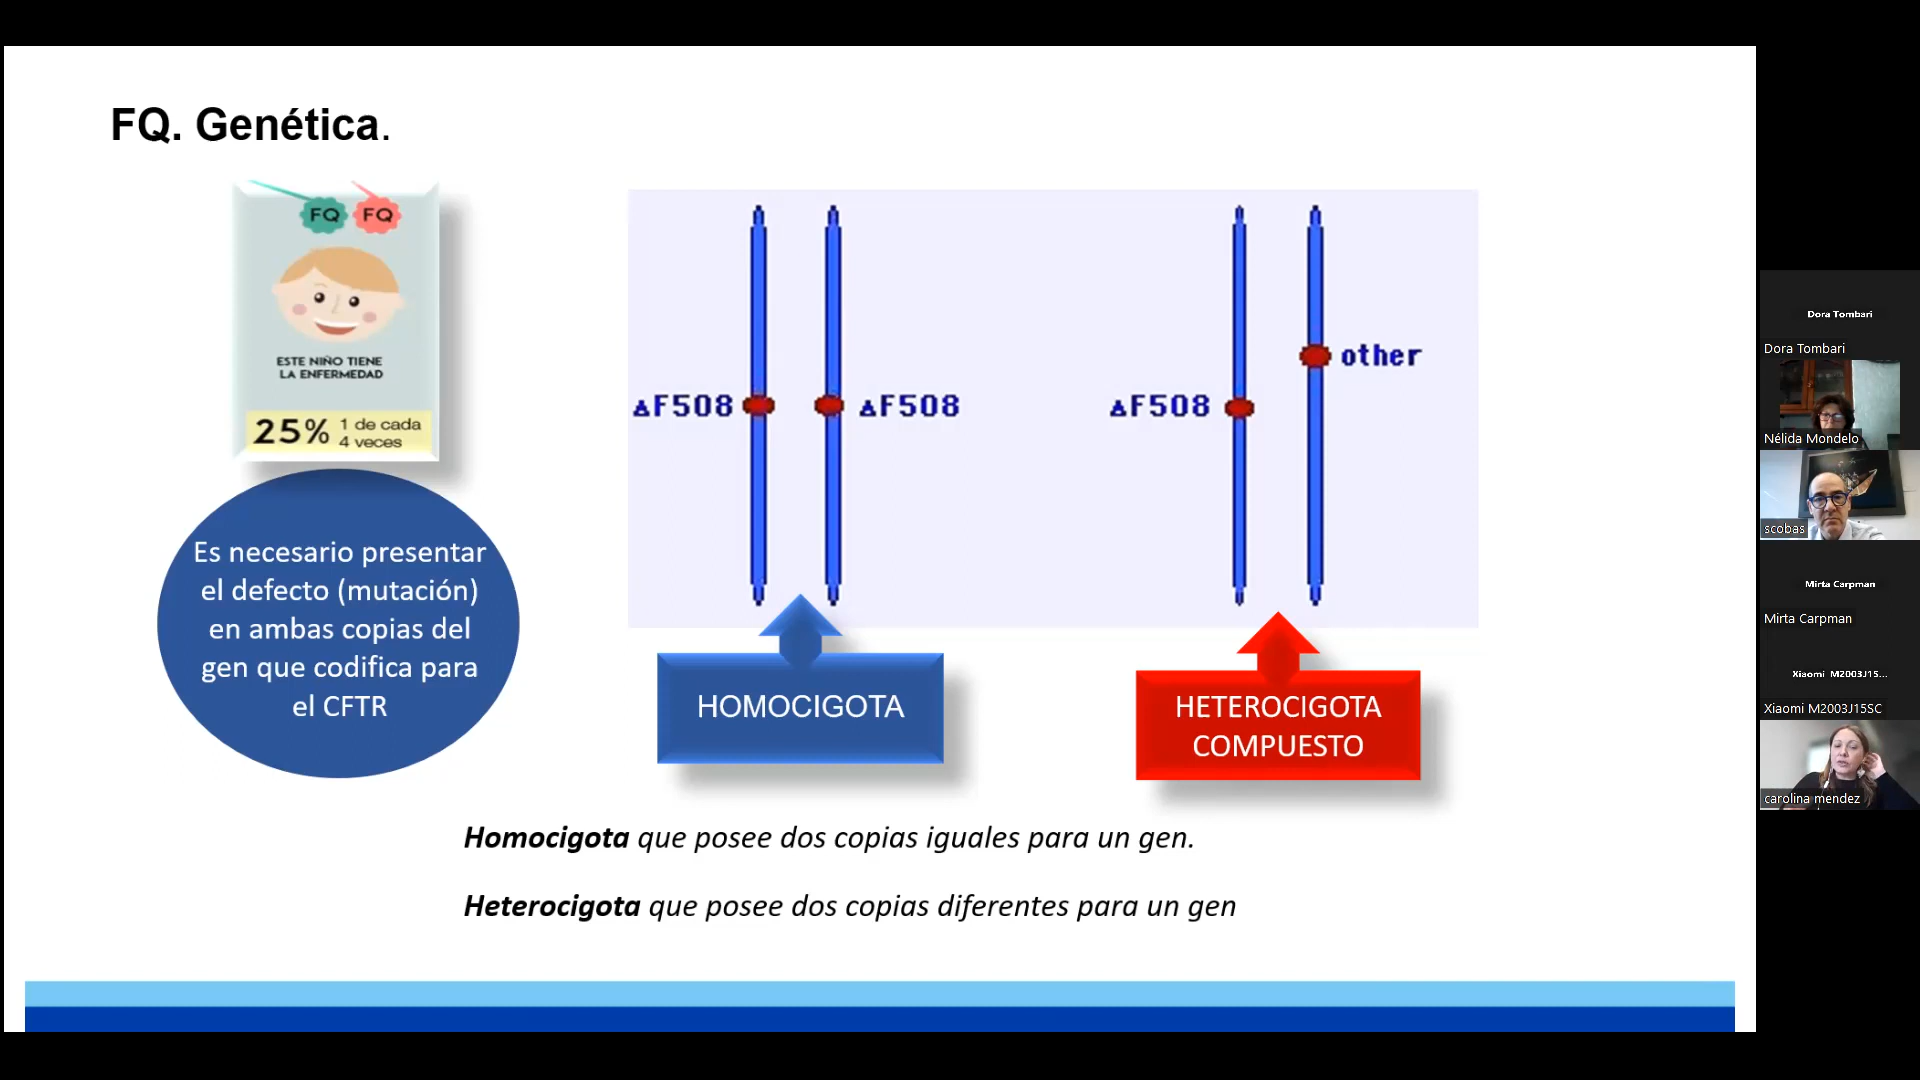 FQ. Genética.
FQ FQ
ESTE NIÑO TIENE
LA ENFERMEDAD
25% 1 de cada
4 veces
Es necesario presentar
el defecto (mutación)
en ambas copias del
gen que codifica para
el CFTR
ΔF508
ΔF508
ΔF508
other
HOMOCIGOTA
HETEROCIGOTA
COMPUESTO
Homocigota que posee dos copias iguales para un gen.
Heterocigota que posee dos copias diferentes para un gen
Dora Tombari
Dora Tombari
Nélida Mondelo
scobas
Mirta Carpman
Mirta Carpman
Xiaomi M2003J15...
Xiaomi M2003J15SC
carolina mendez